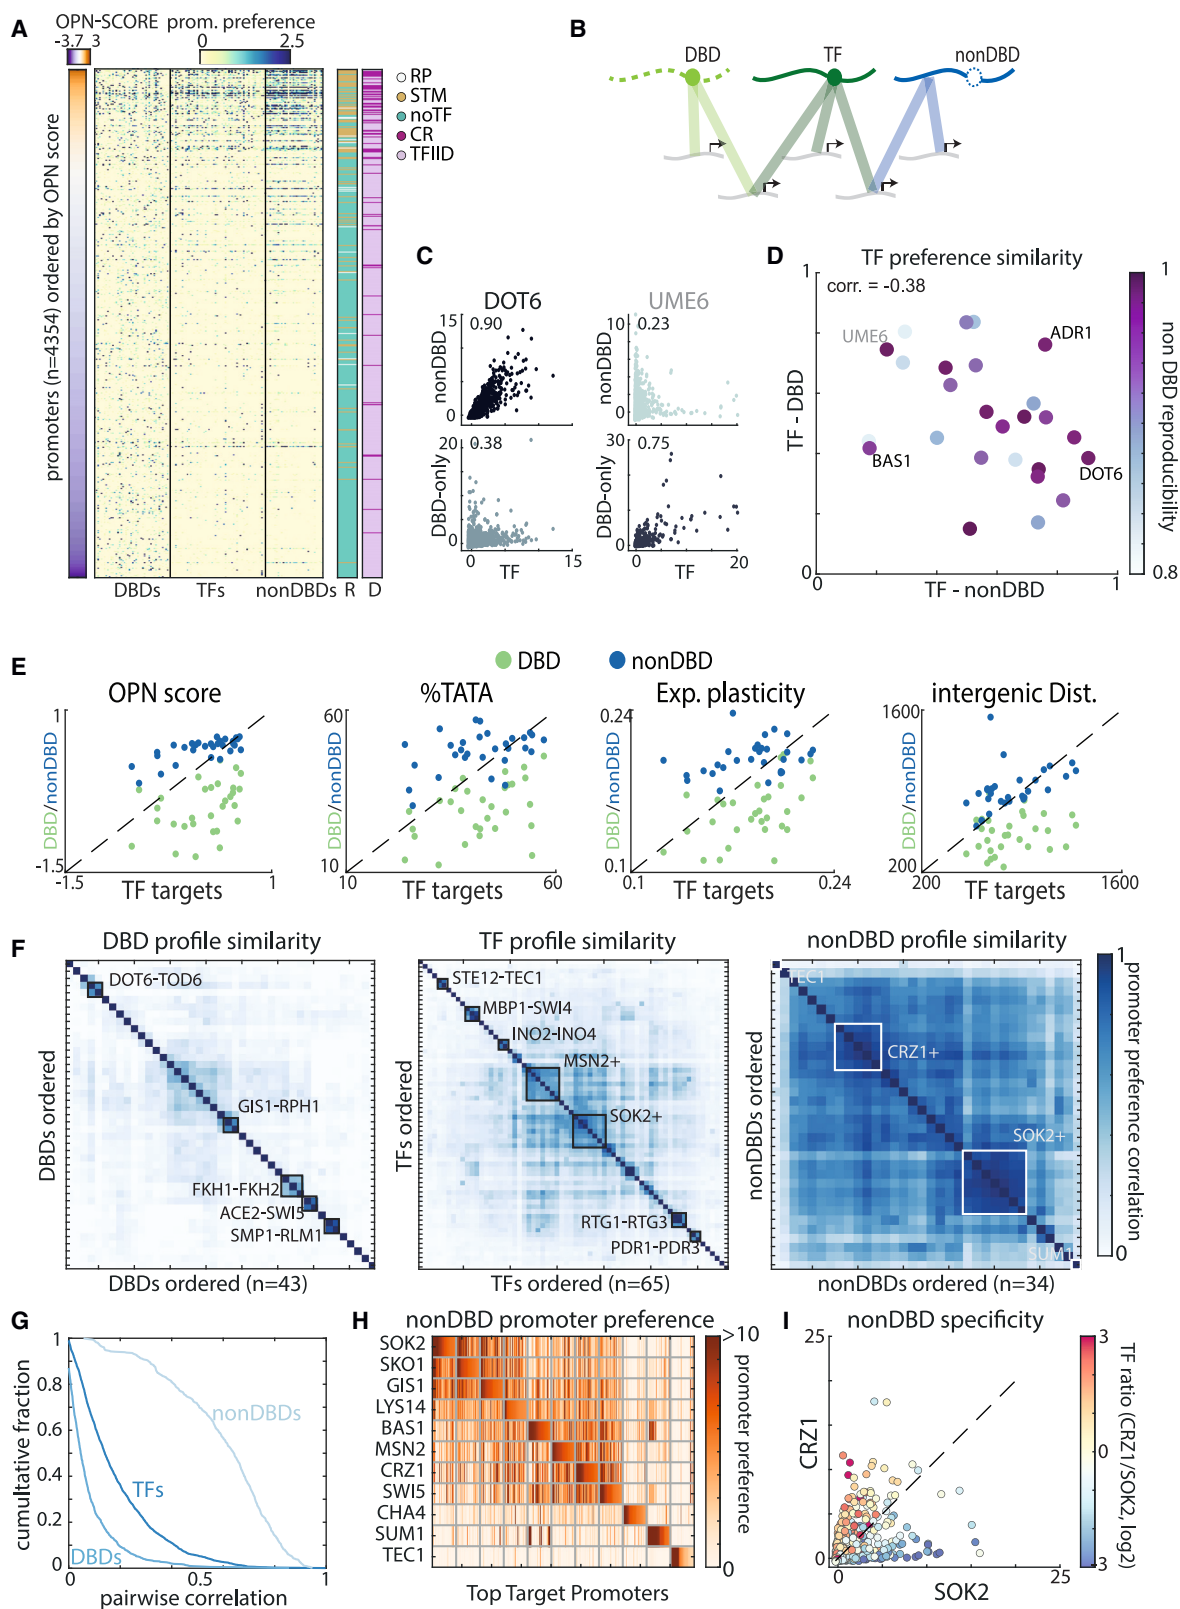 A
OPN-SCORE prom. preference
-3.7 3
0 2.5
promoters (n=4354) ordered by OPN score
DBDs TFs nonDBDs R D
RP
STM
noTF
CR
TFIID
B
DBD TF nonDBD
C
DOT6 UME6
15
0.90
nonDBD
0
11
0.23
nonDBD
0
20
0.38
DBD-only
0
0 15
TF
30
0.75
DBD-only
0
0 20
TF
D
TF preference similarity
1
corr. = -0.38
UME6
ADR1
BAS1
DOT6
TF - DBD
0 1
TF - nonDBD
1
non DBD reproducibility
0.8
E
DBD nonDBD
OPN score
1
DBD/nonDBD
-1.5
-1.5 1
TF targets
%TATA
60
DBD/nonDBD
10
10 60
TF targets
Exp. plasticity
0.24
DBD/nonDBD
0.1
0.1 0.24
TF targets
intergenic Dist.
1600
DBD/nonDBD
200
200 1600
TF targets
F
DBD profile similarity
DOT6-TOD6
GIS1-RPH1
FKH1-FKH2
ACE2-SWI5
SMP1-RLM1
DBDs ordered
DBDs ordered (n=43)
TF profile similarity
STE12-TEC1
MBP1-SWI4
INO2-INO4
MSN2+
SOK2+
RTG1-RTG3
PDR1-PDR3
TFs ordered
TFs ordered (n=65)
nonDBD profile similarity
TEC1
CRZ1+
SOK2+
SUM1
nonDBDs ordered
nonDBDs ordered (n=34)
1
promoter preference correlation
0
G
1
0.8
0.6
0.4
0.2
0
cumultative fraction
nonDBDs
TFs
DBDs
0 0.5 1
pairwise correlation
H
nonDBD promoter preference
SOK2
SKO1
GIS1
LYS14
BAS1
MSN2
CRZ1
SWI5
CHA4
SUM1
TEC1
Top Target Promoters
>10
promoter preference
0
I
nonDBD specificity
25
CRZ1
0
0 25
SOK2
3
0
-3
TF ratio (CRZ1/SOK2, log2)